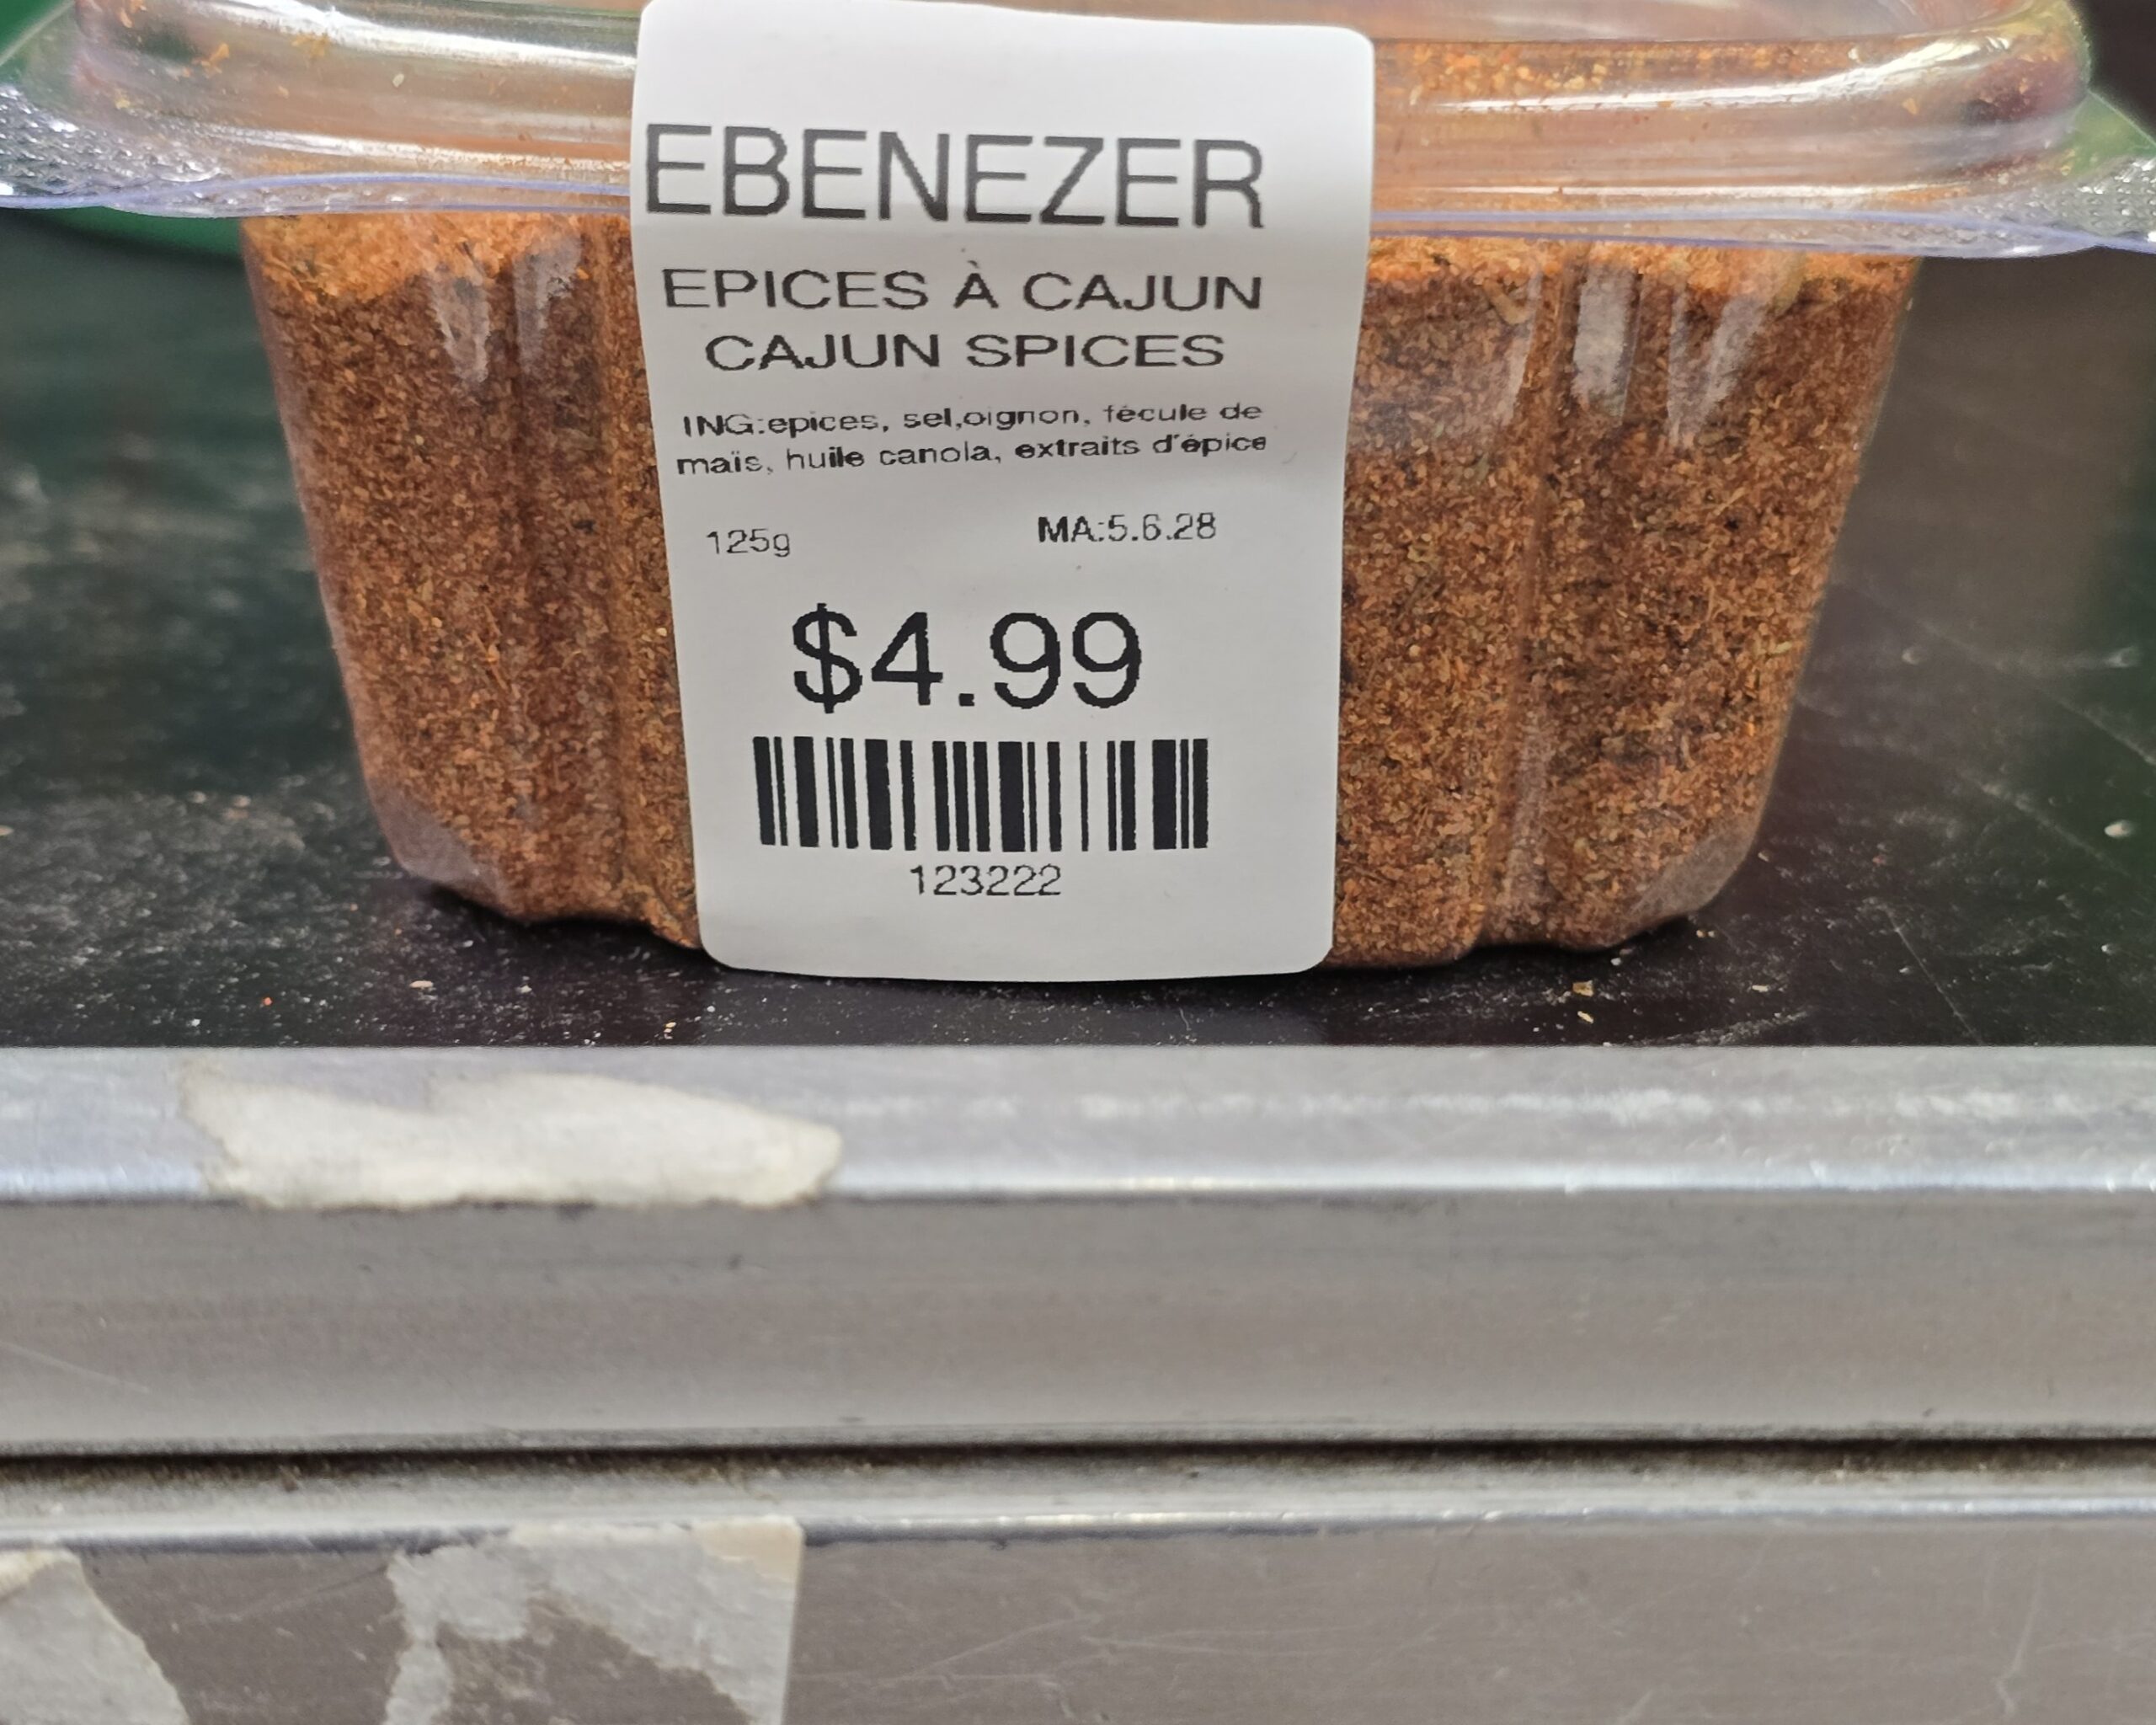 EBENEZER
EPICES À CAJUN
CAJUN SPICES
ING:epices, sel,oignon, fécule de
maïs, huile canola, extraits d'épice
125g MA:5.6.28
$4.99
123222